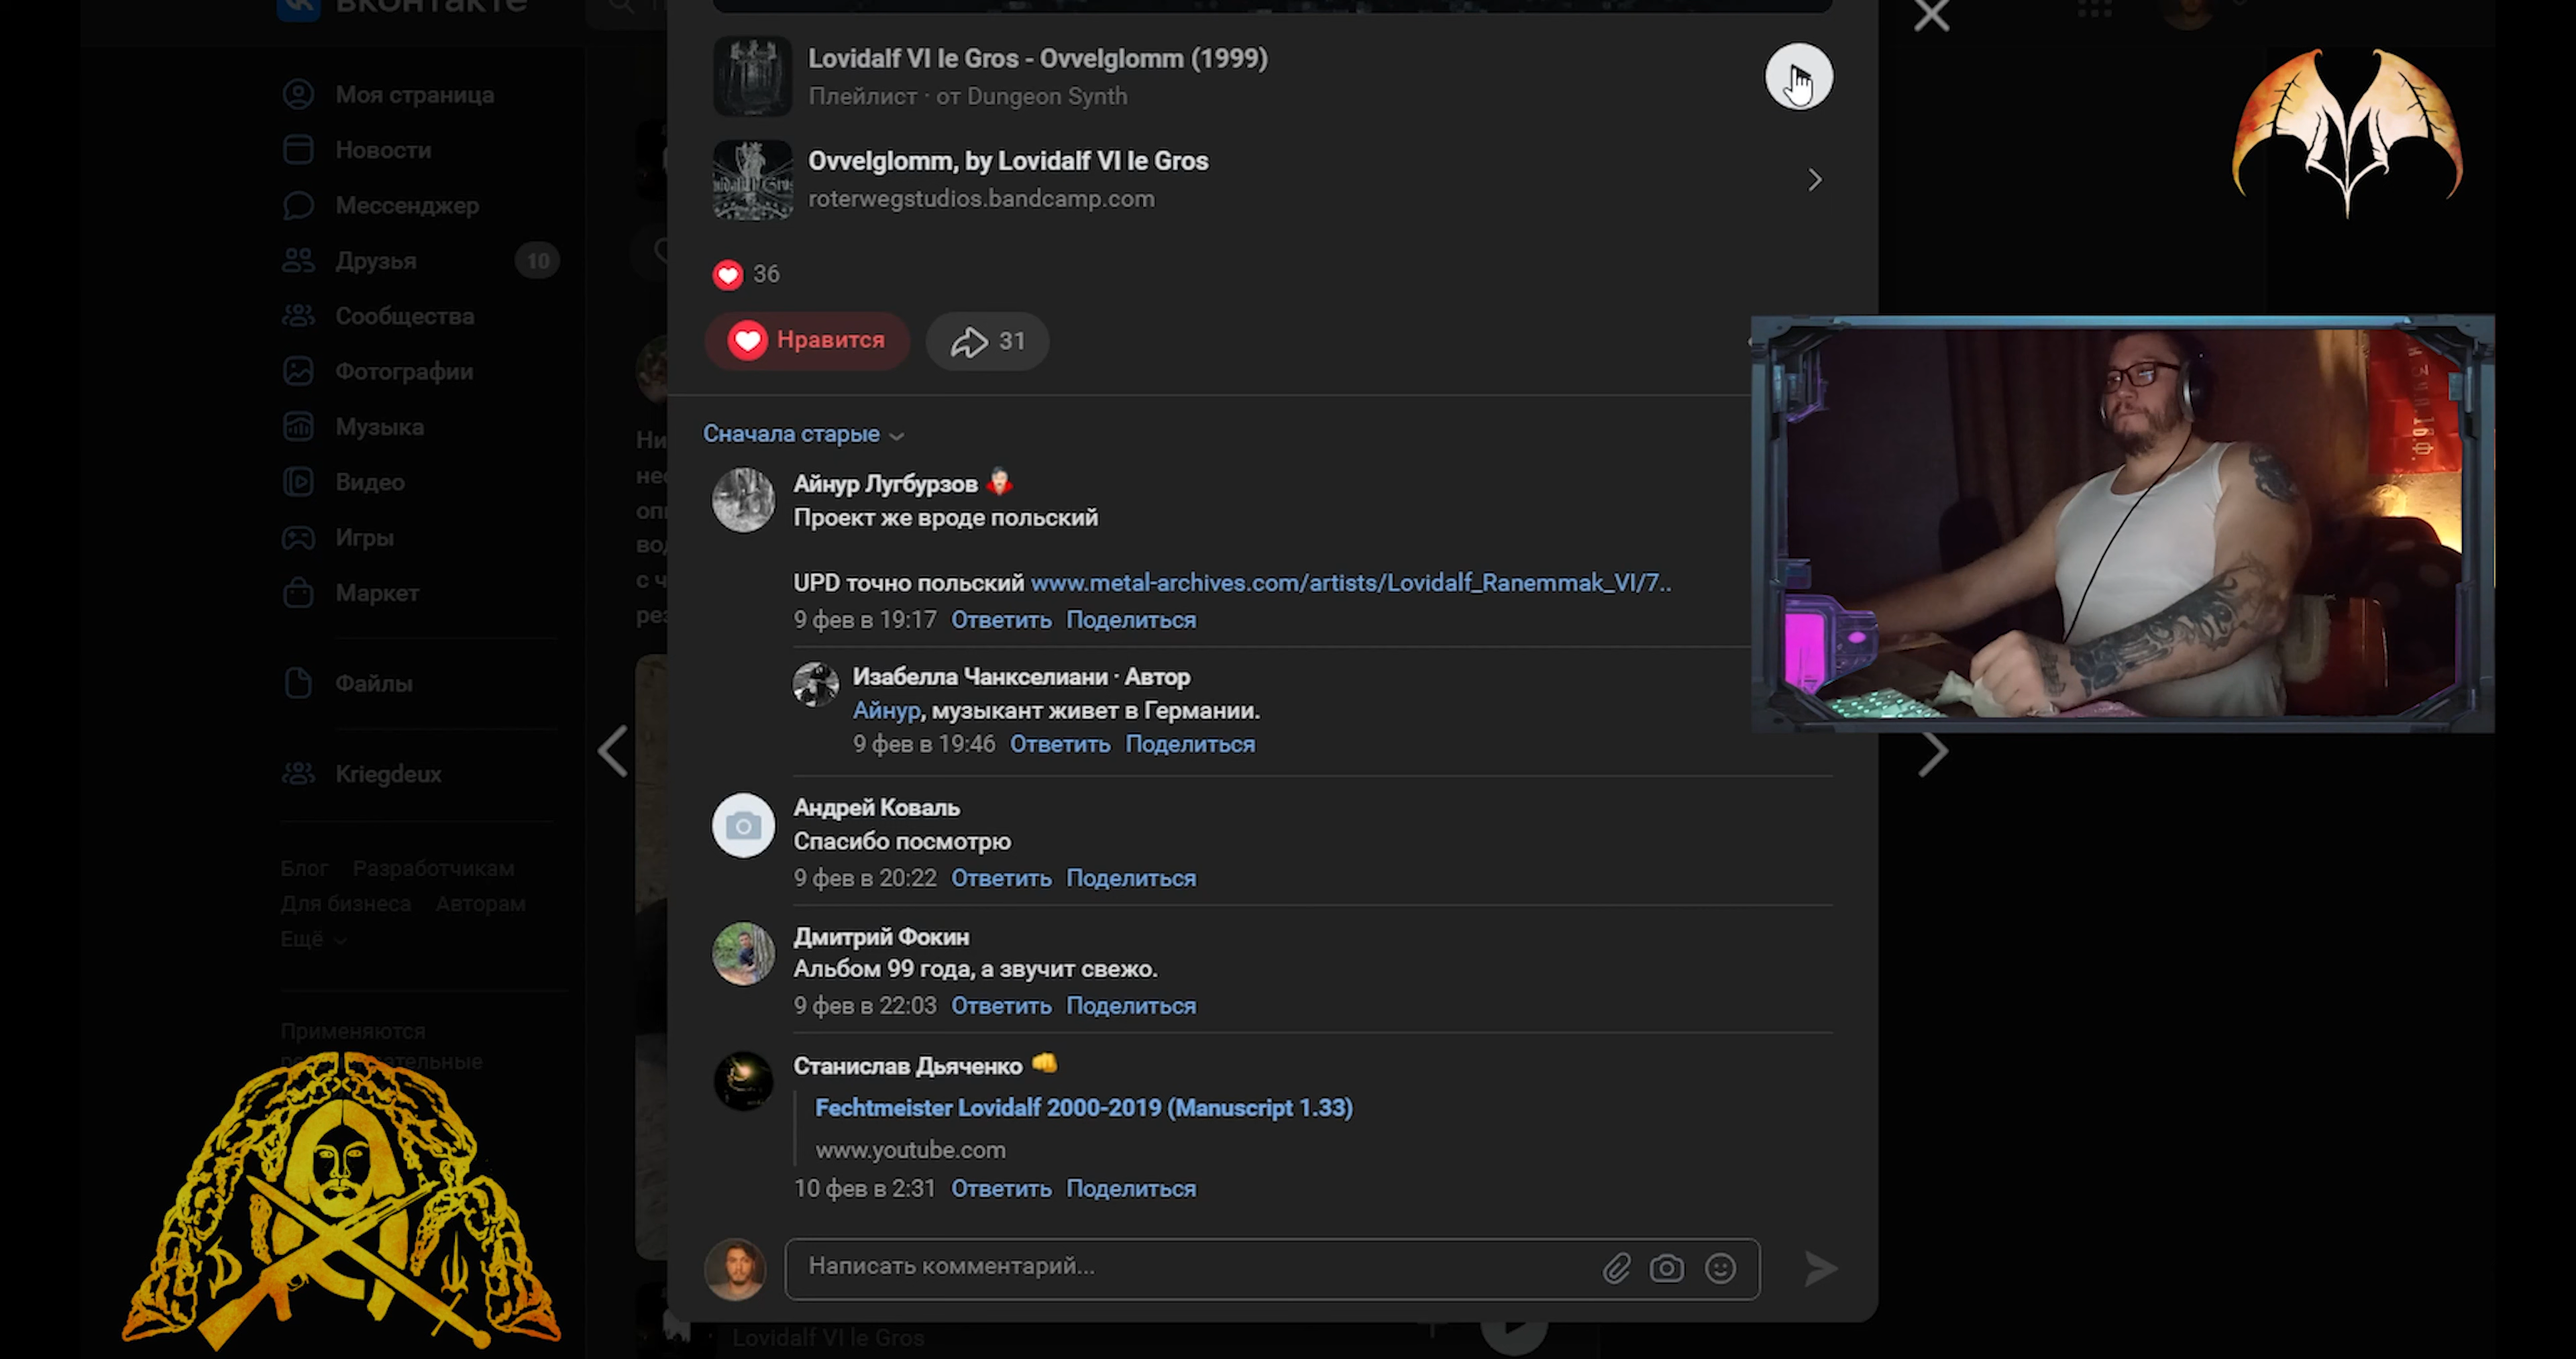 вконтакте
Моя страница
Новости
Мессенджер
Друзья
10
Сообщества
Фотографии
Музыка
Видео
Игры
Маркет
Файлы
Kriegdeux
Блог Разработчикам
Для бизнеса Авторам
Ещё
Применяются
Lovidalf VI le Gros - Ovvelglomm (1999)
Плейлист · от Dungeon Synth
Ovvelglomm, by Lovidalf VI le Gros
roterwegstudios.bandcamp.com
36
Нравится
31
Сначала старые
Айнур Лугбурзов
Проект же вроде польский
UPD точно польский www.metal-archives.com/artists/Lovidalf_Ranemmak_VI/7..
9 фев в 19:17 Ответить Поделиться
Изабелла Чанкселиани · Автор
Айнур, музыкант живет в Германии.
9 фев в 19:46 Ответить Поделиться
Андрей Коваль
Спасибо посмотрю
9 фев в 20:22 Ответить Поделиться
Дмитрий Фокин
Альбом 99 года, а звучит свежо.
9 фев в 22:03 Ответить Поделиться
Станислав Дьяченко
Fechtmeister Lovidalf 2000-2019 (Manuscript 1.33)
www.youtube.com
10 фев в 2:31 Ответить Поделиться
Написать комментарий...
Lovidalf VI le Gros